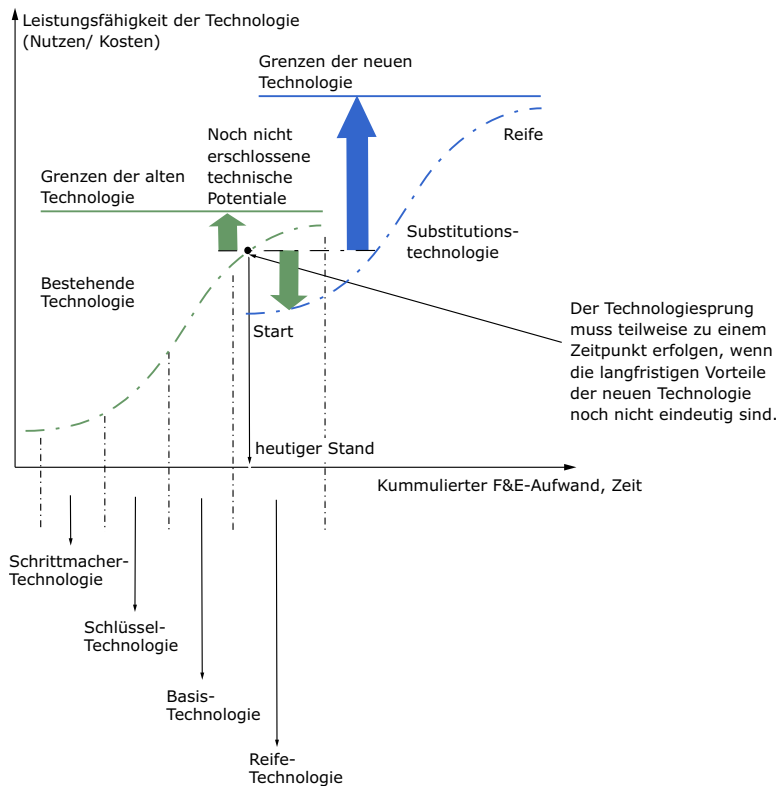 Leistungsfähigkeit der Technologie
(Nutzen/ Kosten)
Grenzen der neuen
Technologie
Noch nicht
erschlossene
technische
Potentiale
Reife
Grenzen der alten
Technologie
Substitutions-
technologie
Bestehende
Technologie
Start
Der Technologiesprung
muss teilweise zu einem
Zeitpunkt erfolgen, wenn
die langfristigen Vorteile
der neuen Technologie
noch nicht eindeutig sind.
heutiger Stand
Kummulierter F&E-Aufwand, Zeit
Schrittmacher-
Technologie
Schlüssel-
Technologie
Basis-
Technologie
Reife-
Technologie